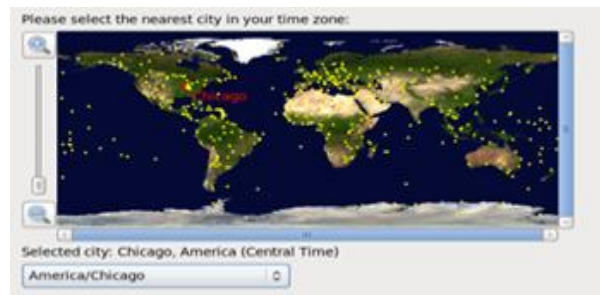 Please select the nearest city in your time zone:
Chicago
Selected city: Chicago, America (Central Time)
America/Chicago